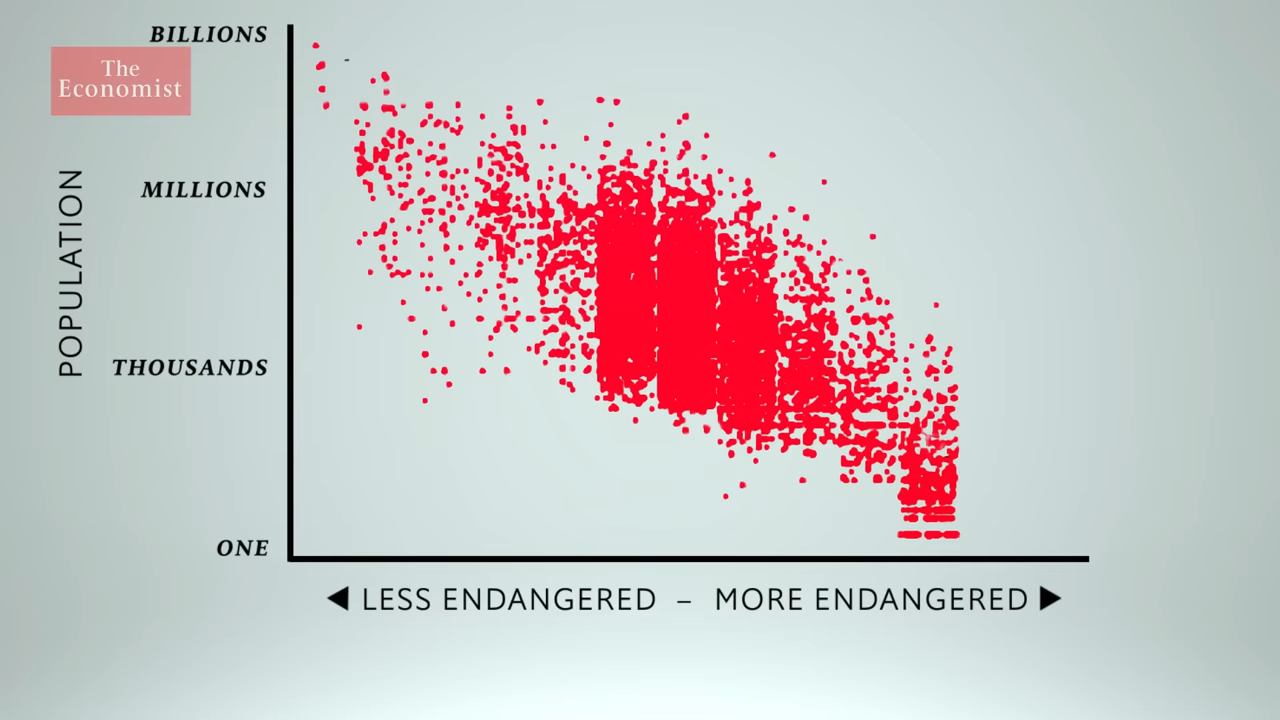 BILLIONS
The
Economist
MILLIONS
POPULATION
THOUSANDS
ONE
◀ LESS ENDANGERED – MORE ENDANGERED ▶